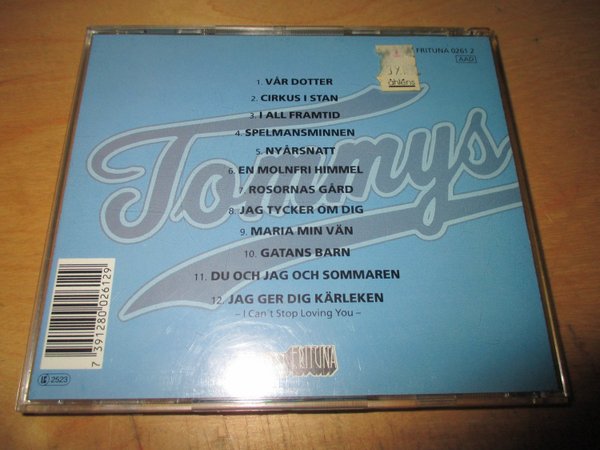 FRITUNA 0261 2
AAD
åhléns
Tommys
1. VÅR DOTTER
2. CIRKUS I STAN
3. I ALL FRAMTID
4. SPELMANSMINNEN
5. NYÅRSNATT
6. EN MOLNFRI HIMMEL
7. ROSORNAS GÅRD
8. JAG TYCKER OM DIG
9. MARIA MIN VÄN
10. GATANS BARN
11. DU OCH JAG OCH SOMMAREN
12. JAG GER DIG KÄRLEKEN
– I Can't Stop Loving You –
FRITUNA
7 391280 026129
LC 2523